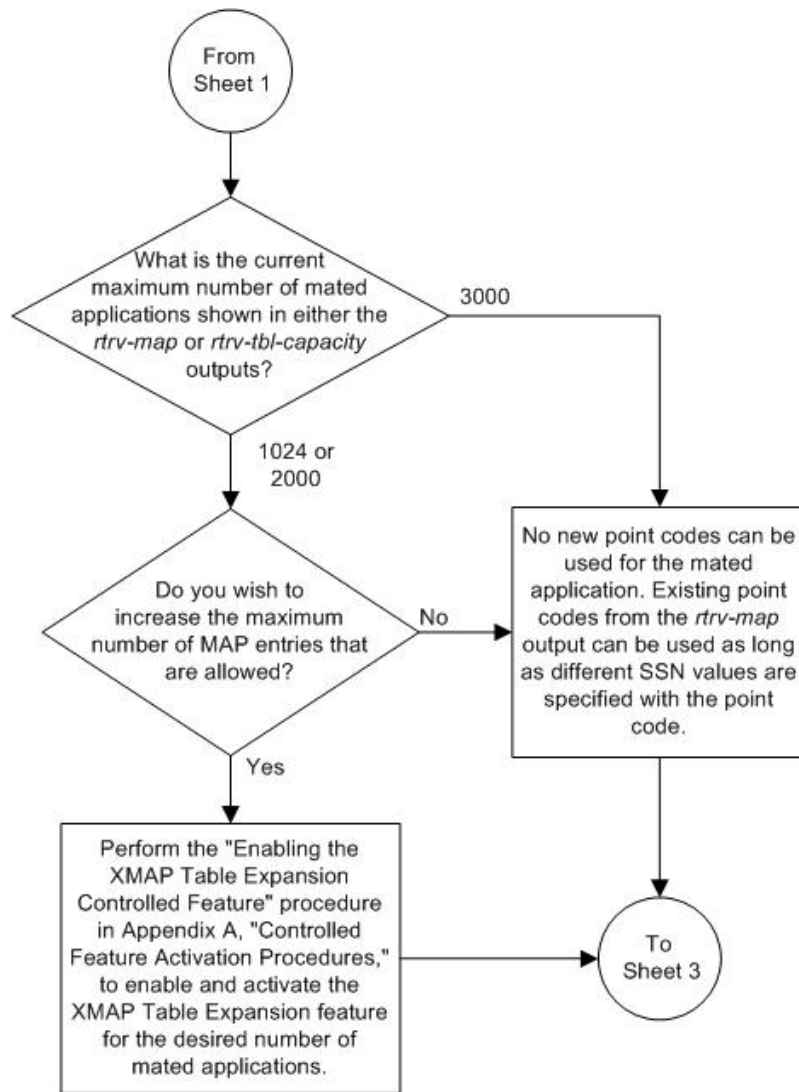 From
Sheet 1
What is the current
maximum number of mated
applications shown in either the
rtrv-map or rtrv-tbl-capacity
outputs?
3000
1024 or
2000
Do you wish to
increase the maximum
number of MAP entries that
are allowed?
No
Yes
No new point codes can be
used for the mated
application. Existing point
codes from the rtrv-map
output can be used as long
as different SSN values are
specified with the point
code.
Perform the "Enabling the
XMAP Table Expansion
Controlled Feature" procedure
in Appendix A, "Controlled
Feature Activation Procedures,"
to enable and activate the
XMAP Table Expansion feature
for the desired number of
mated applications.
To
Sheet 3